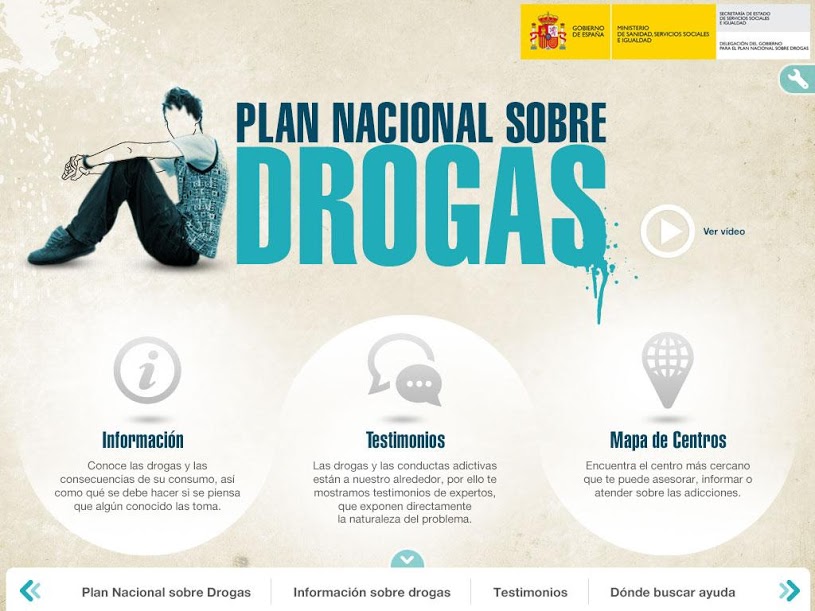 GOBIERNO
DE ESPAÑA
MINISTERIO
DE SANIDAD, SERVICIOS SOCIALES
E IGUALDAD
SECRETARÍA DE ESTADO
DE SERVICIOS SOCIALES
E IGUALDAD
DELEGACIÓN DEL GOBIERNO
PARA EL PLAN NACIONAL SOBRE DROGAS
PLAN NACIONAL SOBRE
DROGAS
Ver vídeo
Información
Conoce las drogas y las
consecuencias de su consumo, así
como qué se debe hacer si se piensa
que algún conocido las toma.
Testimonios
Las drogas y las conductas adictivas
están a nuestro alrededor, por ello te
mostramos testimonios de expertos,
que exponen directamente
la naturaleza del problema.
Mapa de Centros
Encuentra el centro más cercano
que te puede asesorar, informar o
atender sobre las adicciones.
Plan Nacional sobre Drogas
Información sobre drogas
Testimonios
Dónde buscar ayuda